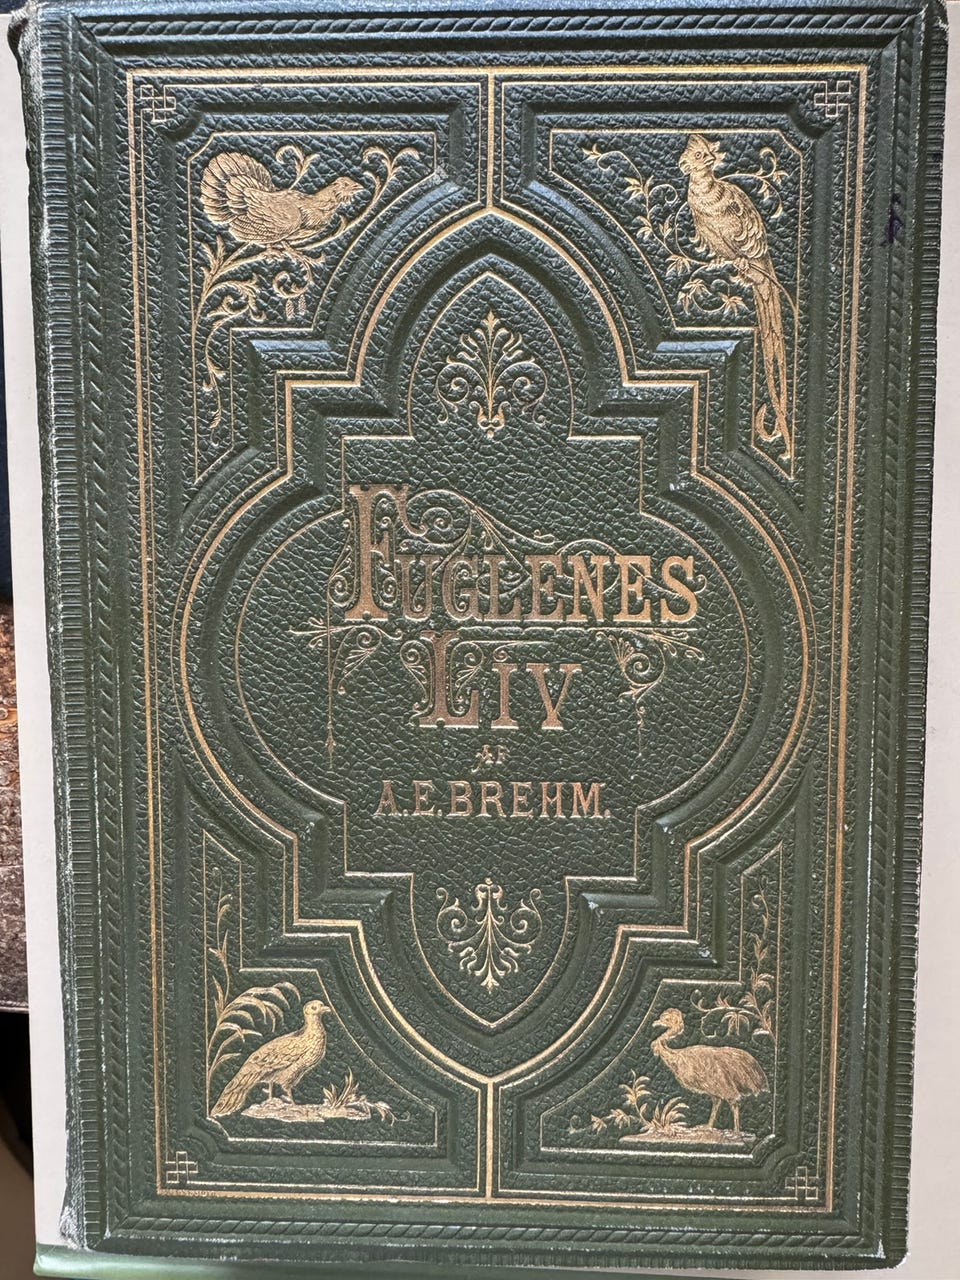 FUGLENES
LIV
AF
A. E. BREHM.